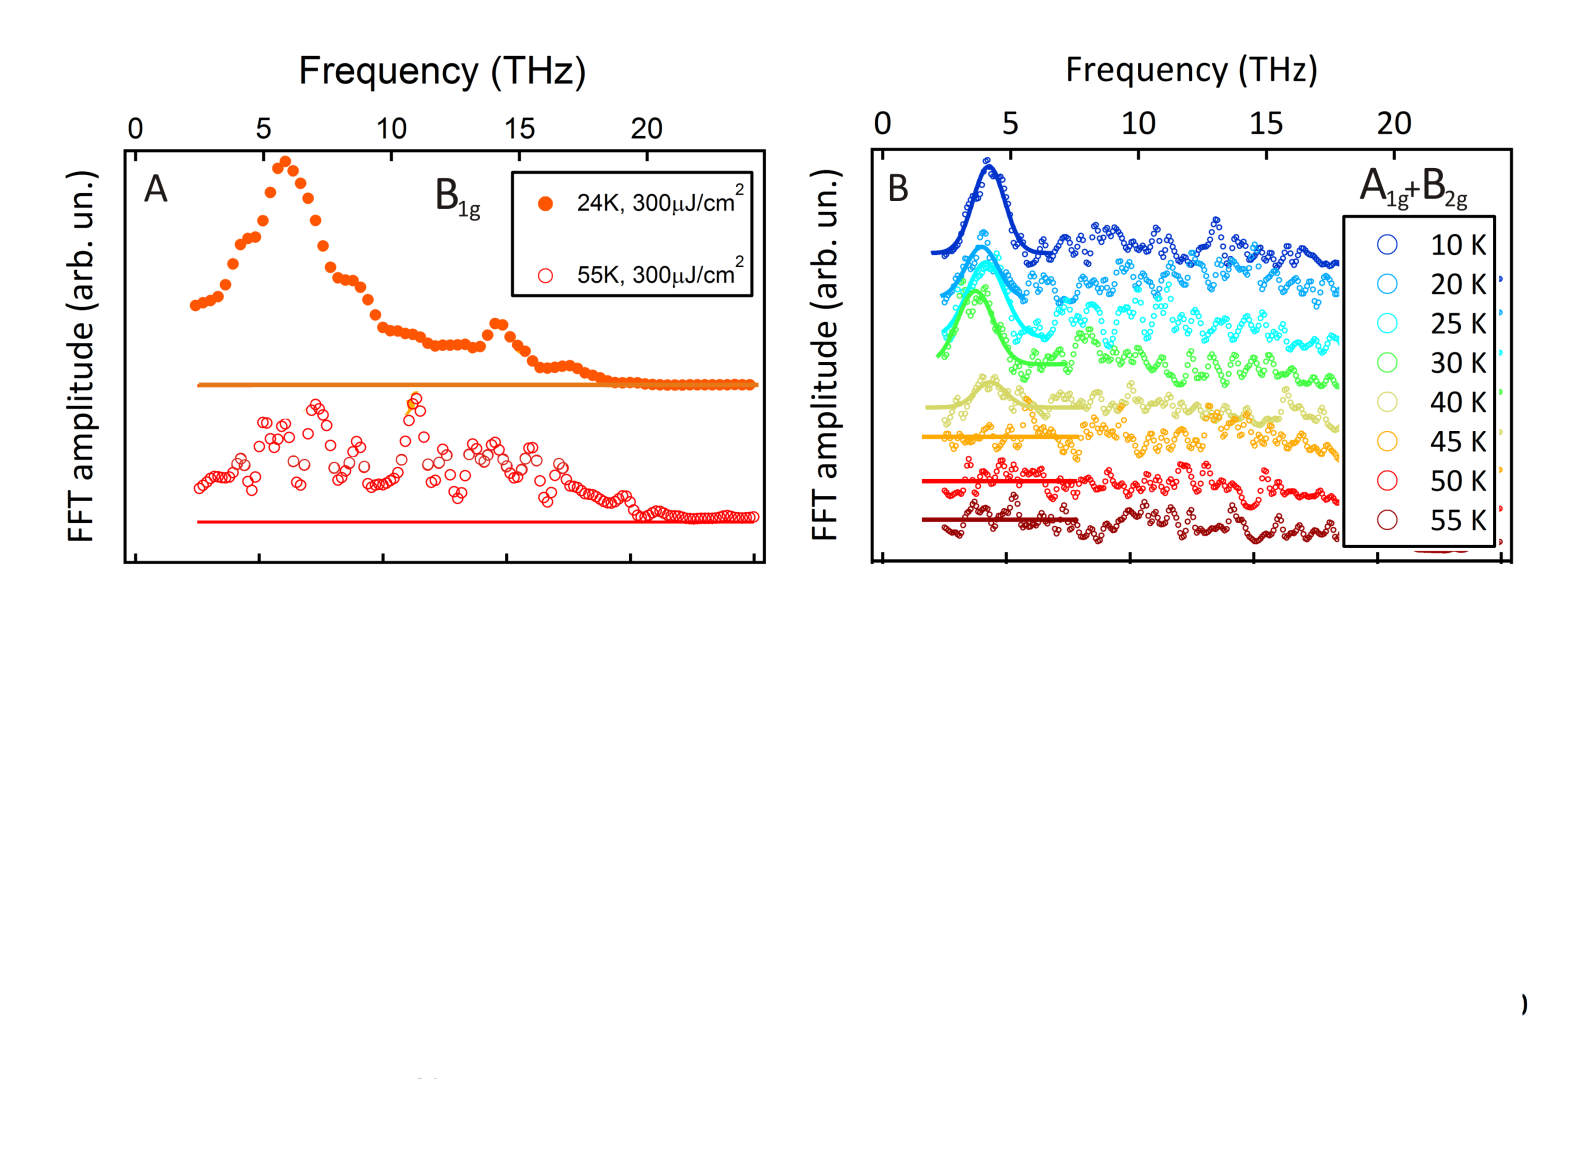 Frequency (THz)
0 5 10 15 20
FFT amplitude (arb. un.)
A
B1g
24K, 300μJ/cm2
55K, 300μJ/cm2
Frequency (THz)
0 5 10 15 20
FFT amplitude (arb. un.)
B
A1g+B2g
10 K
20 K
25 K
30 K
40 K
45 K
50 K
55 K
)